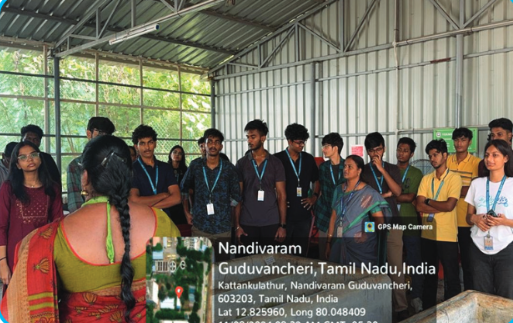 GPS Map Camera
Nandivaram
Guduvancheri,Tamil Nadu,India
Kattankulathur, Nandivaram Guduvancheri,
603203, Tamil Nadu, India
Lat 12.825960, Long 80.048409